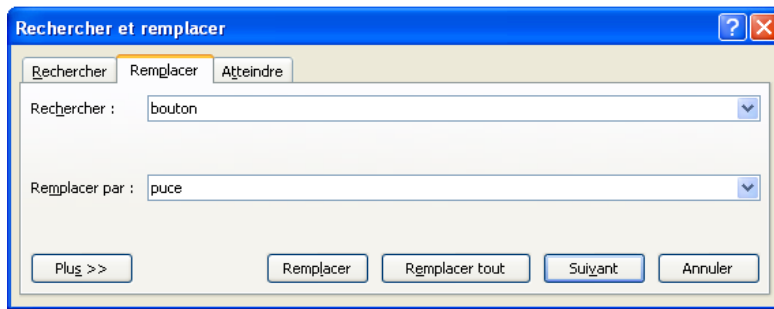 Rechercher et remplacer
Rechercher Remplacer Atteindre
Rechercher : bouton
Remplacer par : puce
Plus >> Remplacer Remplacer tout Suivant Annuler